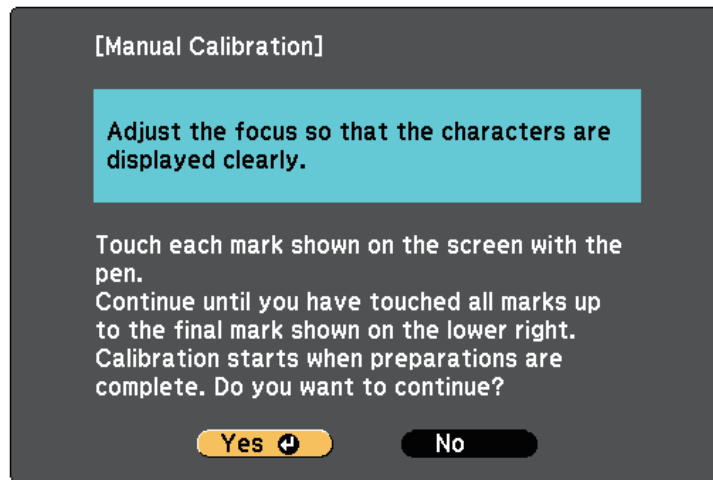 [Manual Calibration]
Adjust the focus so that the characters are
displayed clearly.
Touch each mark shown on the screen with the
pen.
Continue until you have touched all marks up
to the final mark shown on the lower right.
Calibration starts when preparations are
complete. Do you want to continue?
Yes No